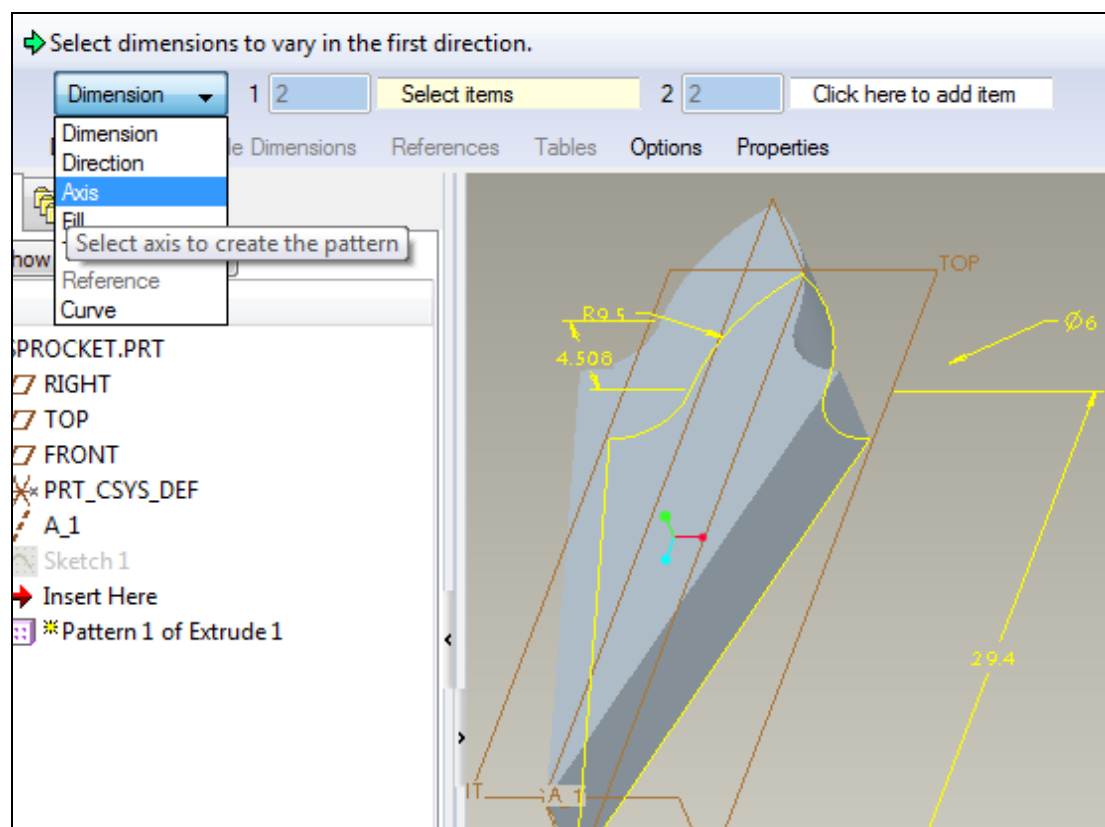 Select dimensions to vary in the first direction.
Dimension 1 2 Select items 2 2 Click here to add item
Dimension
Direction
Axis
Fill
Select axis to create the pattern
Reference
Curve
Dimensions References Tables Options Properties
how
SPROCKET.PRT
RIGHT
TOP
FRONT
PRT_CSYS_DEF
A_1
Sketch 1
Insert Here
Pattern 1 of Extrude 1
TOP
R9.5
Ø6
4.508
29.4
IT
A_1